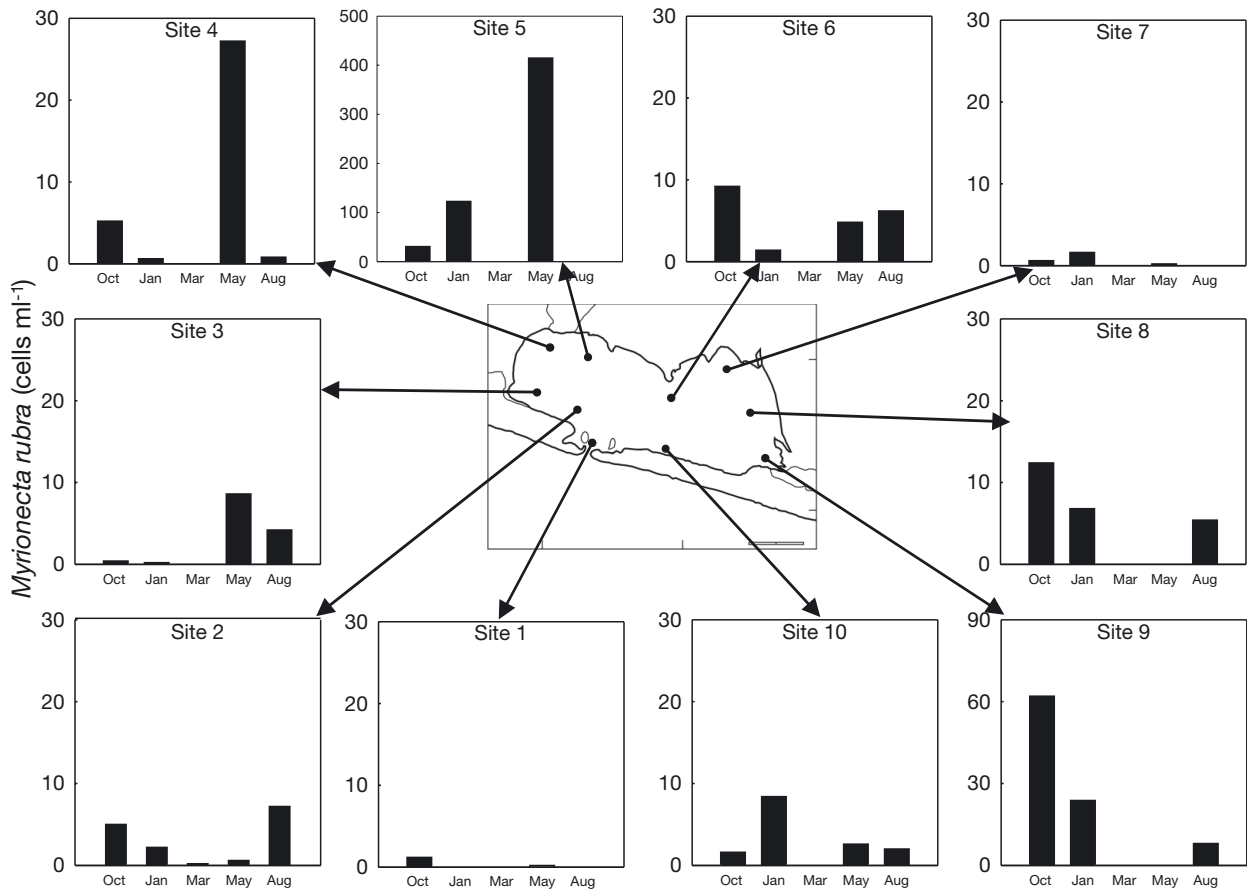 Myrionecta rubra (cells ml-1)
Site 4
30
20
10
0
Oct Jan Mar May Aug
Site 5
500
400
300
200
100
0
Oct Jan Mar May Aug
Site 6
30
20
10
0
Oct Jan Mar May Aug
Site 7
30
20
10
0
Oct Jan Mar May Aug
Site 3
30
20
10
0
Oct Jan Mar May Aug
Site 8
30
20
10
0
Oct Jan Mar May Aug
Site 2
30
20
10
0
Oct Jan Mar May Aug
Site 1
30
20
10
0
Oct Jan Mar May Aug
Site 10
30
20
10
0
Oct Jan Mar May Aug
Site 9
90
60
30
0
Oct Jan Mar May Aug